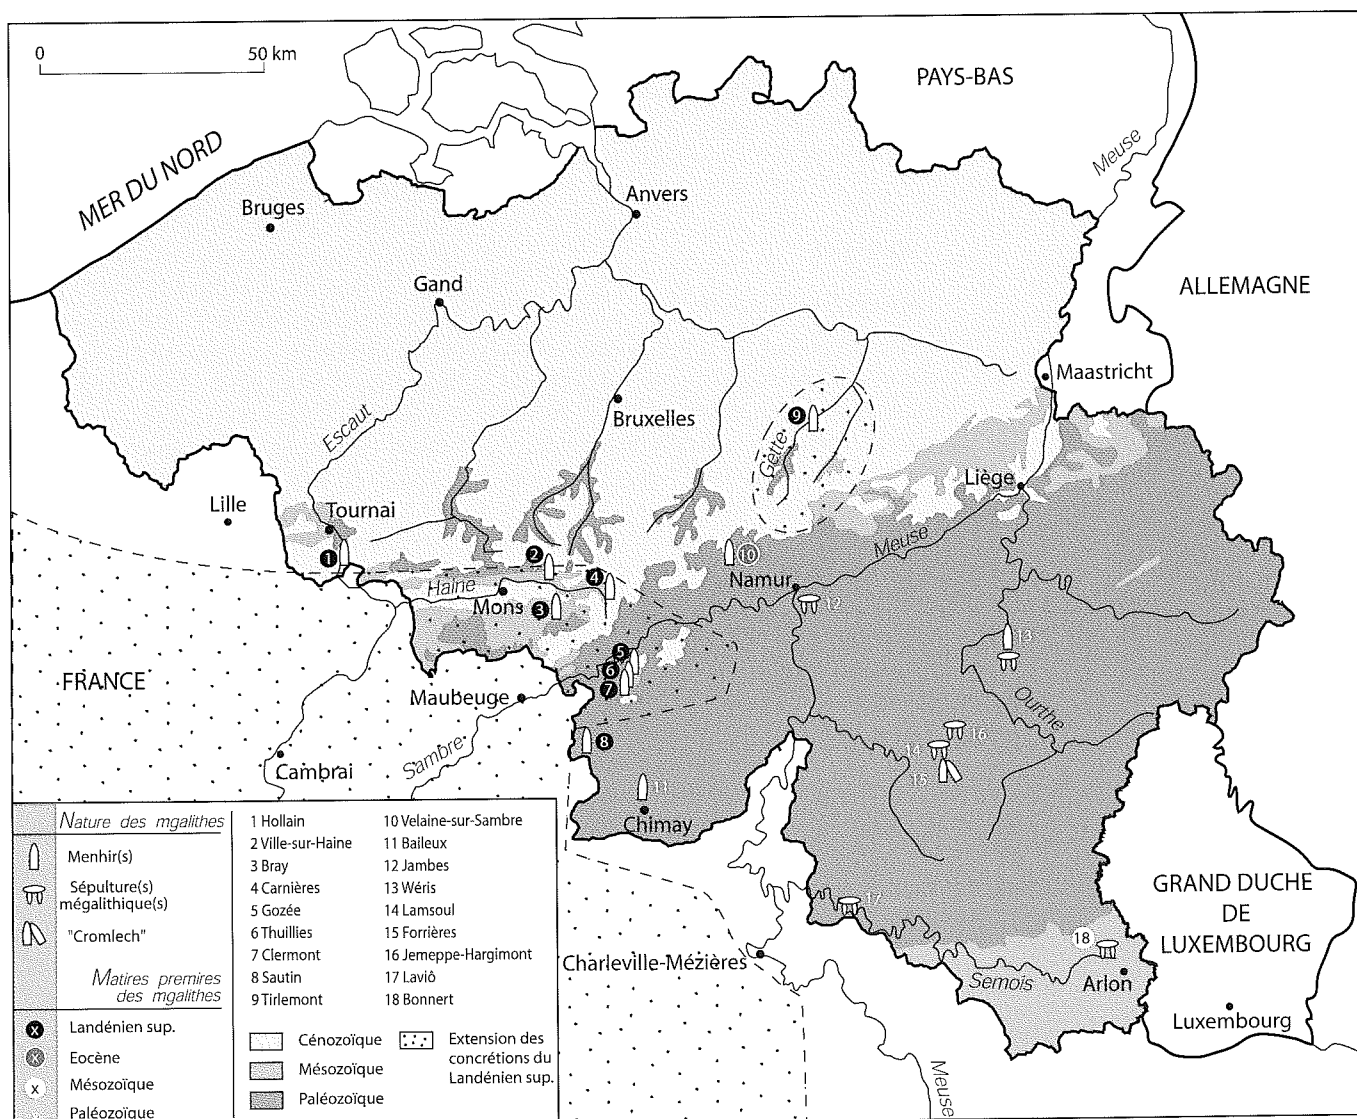 0 50 km
PAYS-BAS
MER DU NORD
Meuse
Bruges
Anvers
Gand
ALLEMAGNE
Maastricht
Escaut
Bruxelles
9
Gette
Liège
Lille
Tournai
1
2
10
Meuse
4
Haine
Namur
Mons
3
12
5
13
6
FRANCE
7
Maubeuge
Ourthe
8
16
14
Sambre
15
Cambrai
11
Chimay
17
GRAND DUCHE
DE
LUXEMBOURG
18
Charleville-Mézières
Semois
Arlon
Luxembourg
Meuse
Nature des mgalithes
Menhir(s)
Sépulture(s)
mégalithique(s)
"Cromlech"
Matires premires
des mgalithes
x Landénien sup.
x Eocène
x Mésozoïque
Paléozoïque
1 Hollain
2 Ville-sur-Haine
3 Bray
4 Carnières
5 Gozée
6 Thuillies
7 Clermont
8 Sautin
9 Tirlemont
10 Velaine-sur-Sambre
11 Baileux
12 Jambes
13 Wéris
14 Lamsoul
15 Forrières
16 Jemeppe-Hargimont
17 Laviô
18 Bonnert
Cénozoïque
Mésozoïque
Paléozoïque
Extension des
concrétions du
Landénien sup.